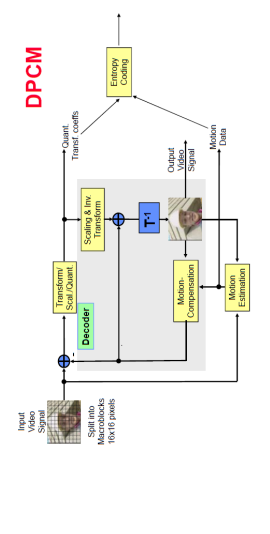 DPCM
Input
Video
Signal
Split into
Macroblocks
16x16 pixels
-
Transform/
Scal./Quant.
Decoder
Scaling & Inv.
Transform
T-1
Motion-
Compensation
Motion
Estimation
Quant.
Transf. coeffs
Entropy
Coding
Output
Video
Signal
Motion
Data